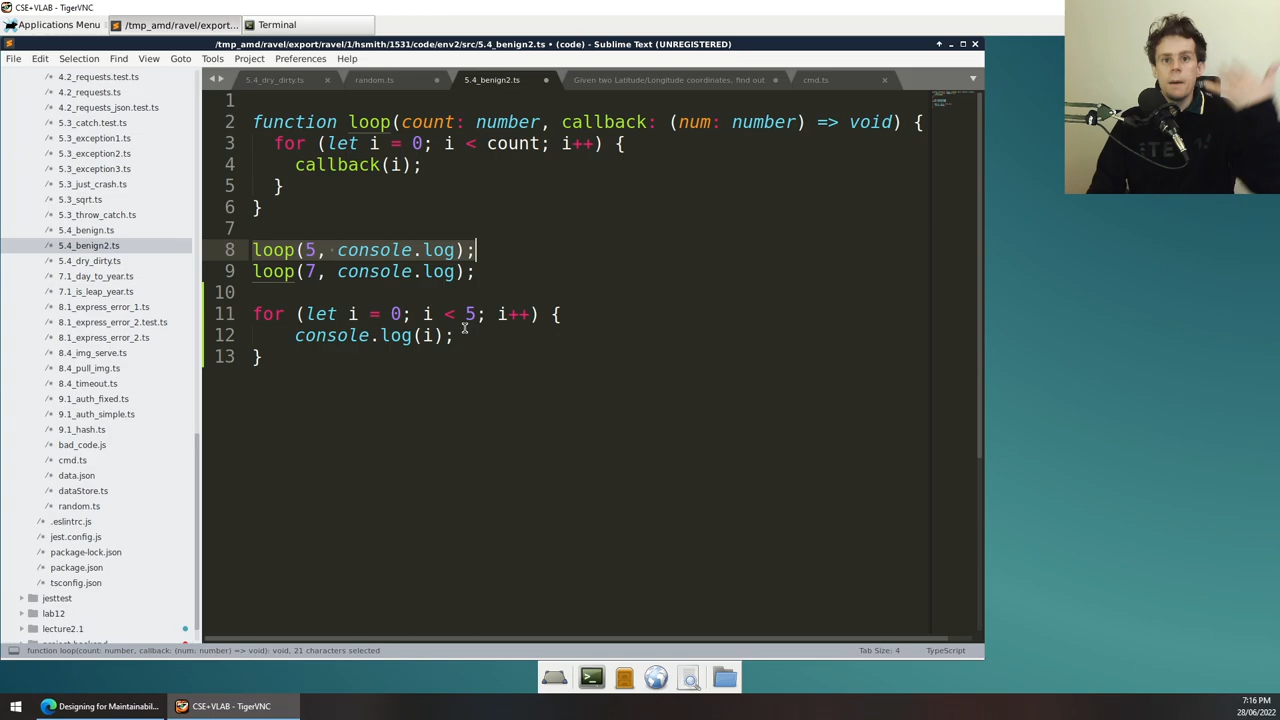 CSE+VLAB - TigerVNC
Applications Menu
/tmp_amd/ravel/export...
Terminal
/tmp_amd/ravel/export/ravel/1/hsmith/1531/code/env2/src/5.4_benign2.ts • (code) - Sublime Text (UNREGISTERED)
File Edit Selection Find View Goto Tools Project Preferences Help
4.2_requests.test.ts
4.2_requests.ts
4.2_requests_json.test.ts
5.3_catch.test.ts
5.3_exception1.ts
5.3_exception2.ts
5.3_exception3.ts
5.3_just_crash.ts
5.3_sqrt.ts
5.3_throw_catch.ts
5.4_benign.ts
5.4_benign2.ts
5.4_dry_dirty.ts
7.1_day_to_year.ts
7.1_is_leap_year.ts
8.1_express_error_1.ts
8.1_express_error_2.test.ts
8.1_express_error_2.ts
8.4_img_serve.ts
8.4_pull_img.ts
8.4_timeout.ts
9.1_auth_fixed.ts
9.1_auth_simple.ts
9.1_hash.ts
bad_code.js
cmd.ts
data.json
dataStore.ts
random.ts
.eslintrc.js
jest.config.js
package-lock.json
package.json
tsconfig.json
jesttest
lab12
lecture2.1
5.4_dry_dirty.ts
random.ts
5.4_benign2.ts
Given two Latitude/Longitude coordinates, find out
cmd.ts
1
2 function loop(count: number, callback: (num: number) => void) {
3 for (let i = 0; i < count; i++) {
4 callback(i);
5 }
6 }
7
8 loop(5, console.log);
9 loop(7, console.log);
10
11 for (let i = 0; i < 5; i++) {
12 console.log(i);
13 }
function loop(count: number, callback: (num: number) => void): void, 21 characters selected
Tab Size: 4
TypeScript
Designing for Maintainabil...
CSE+VLAB - TigerVNC
7:16 PM
28/06/2022